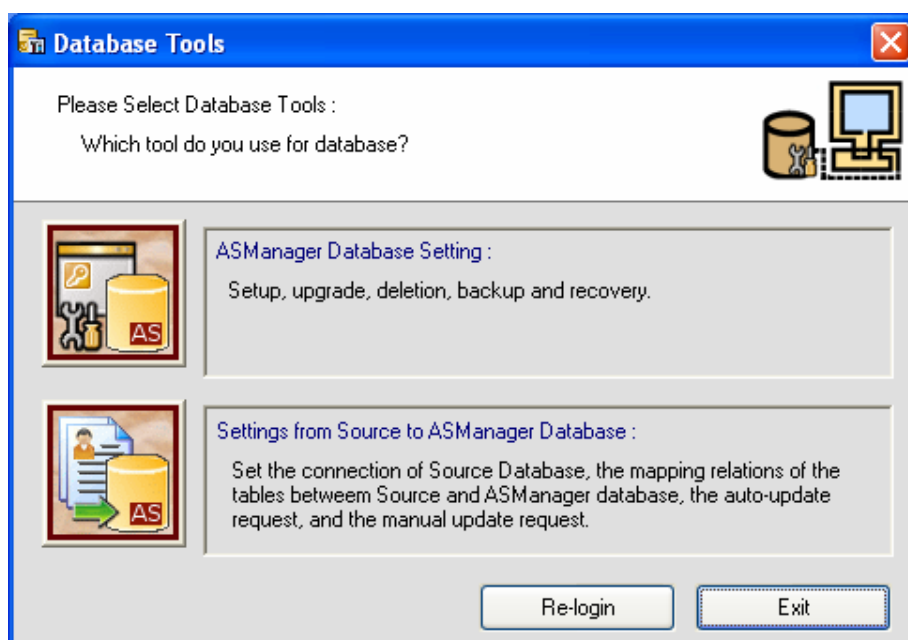 Database Tools
Please Select Database Tools :
Which tool do you use for database?
ASManager Database Setting :
Setup, upgrade, deletion, backup and recovery.
AS
Settings from Source to ASManager Database :
Set the connection of Source Database, the mapping relations of the
tables betweem Source and ASManager database, the auto-update
request, and the manual update request.
AS
Re-login
Exit